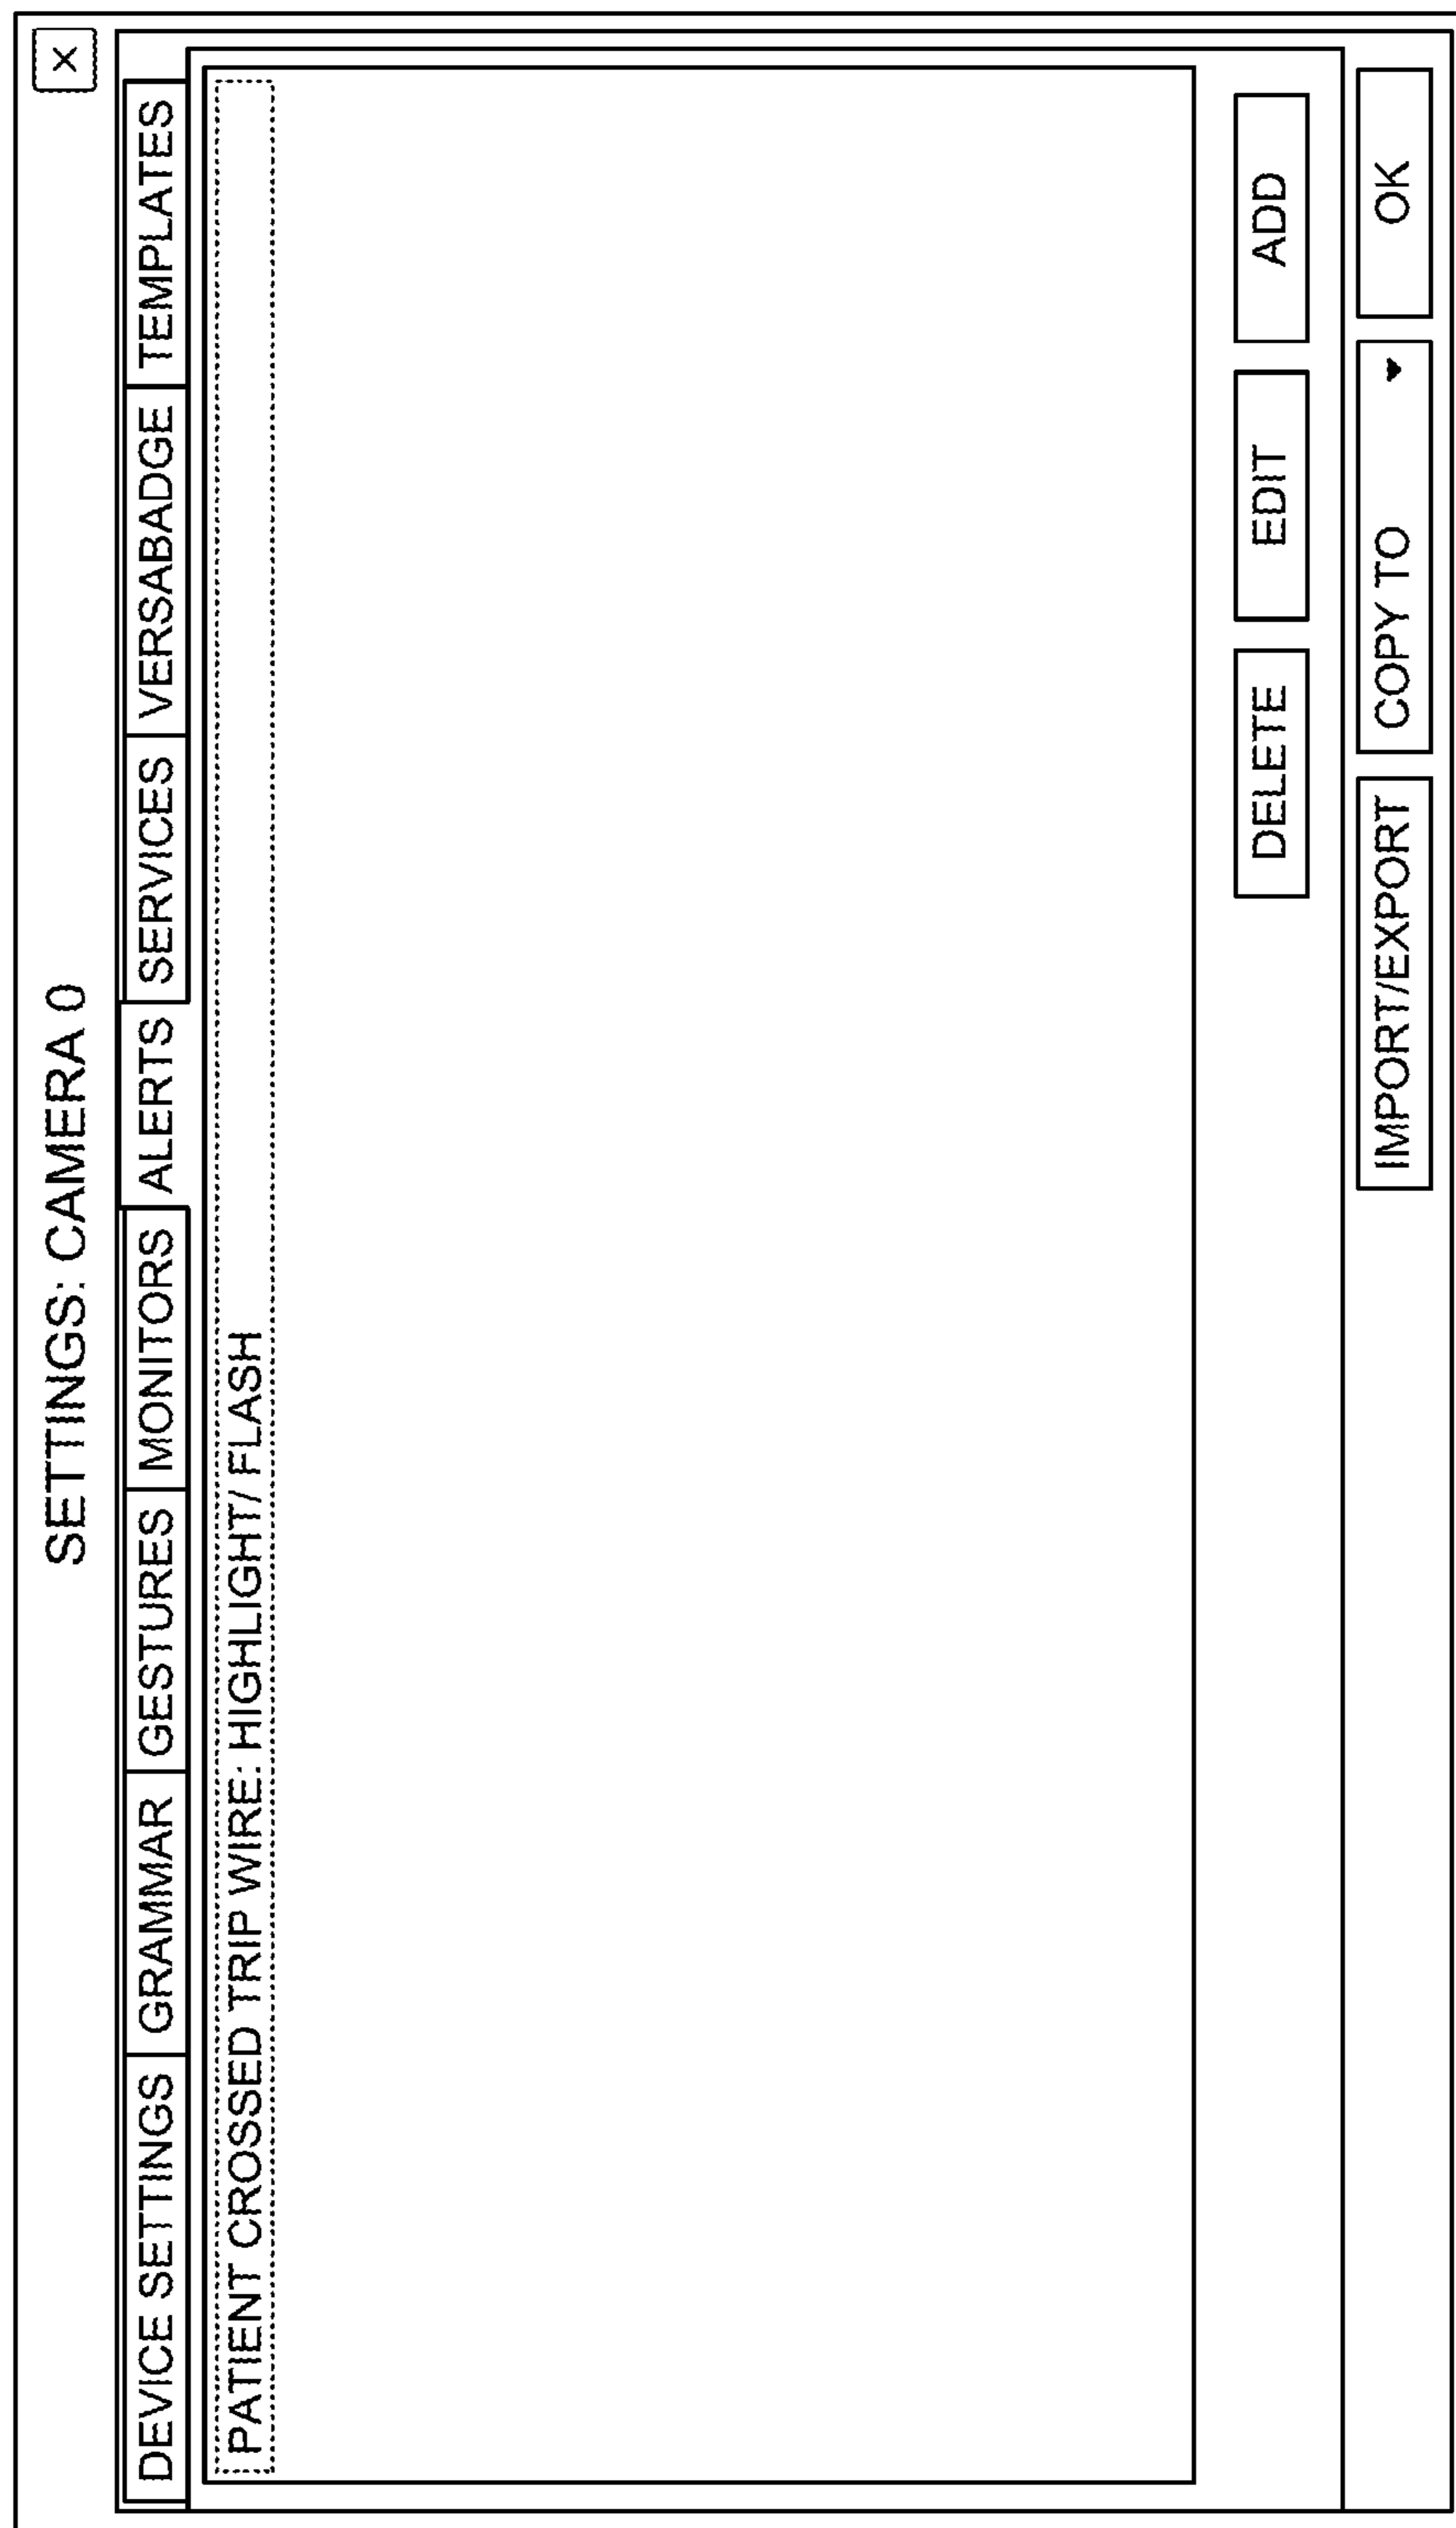 SETTINGS: CAMERA 0
X
DEVICE SETTINGS GRAMMAR GESTURES MONITORS ALERTS SERVICES VERSABADGE TEMPLATES
PATIENT CROSSED TRIP WIRE: HIGHLIGHT/ FLASH
DELETE EDIT ADD
IMPORT/EXPORT COPY TO OK